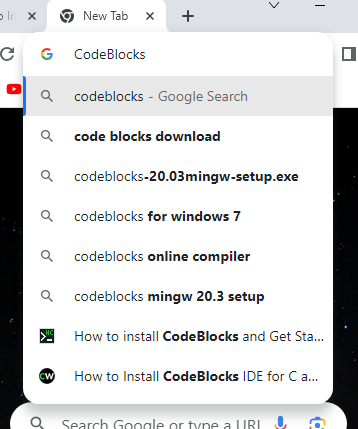 New Tab
CodeBlocks
codeblocks - Google Search
code blocks download
codeblocks-20.03mingw-setup.exe
codeblocks for windows 7
codeblocks online compiler
codeblocks mingw 20.3 setup
HC
How to install CodeBlocks and Get Sta...
CW
How to Install CodeBlocks IDE for C a...
Search Google or type a URL